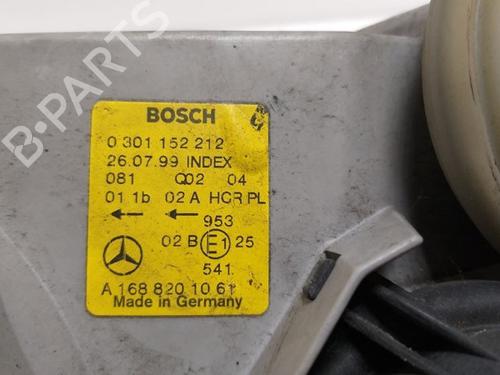 BOSCH
0 301 152 212
26.07.99 INDEX
081 Q02 04
01 1b 02 A HCR PL
953
02 B E1 25
541
A 168 820 10 61
Made in Germany
B-PARTS